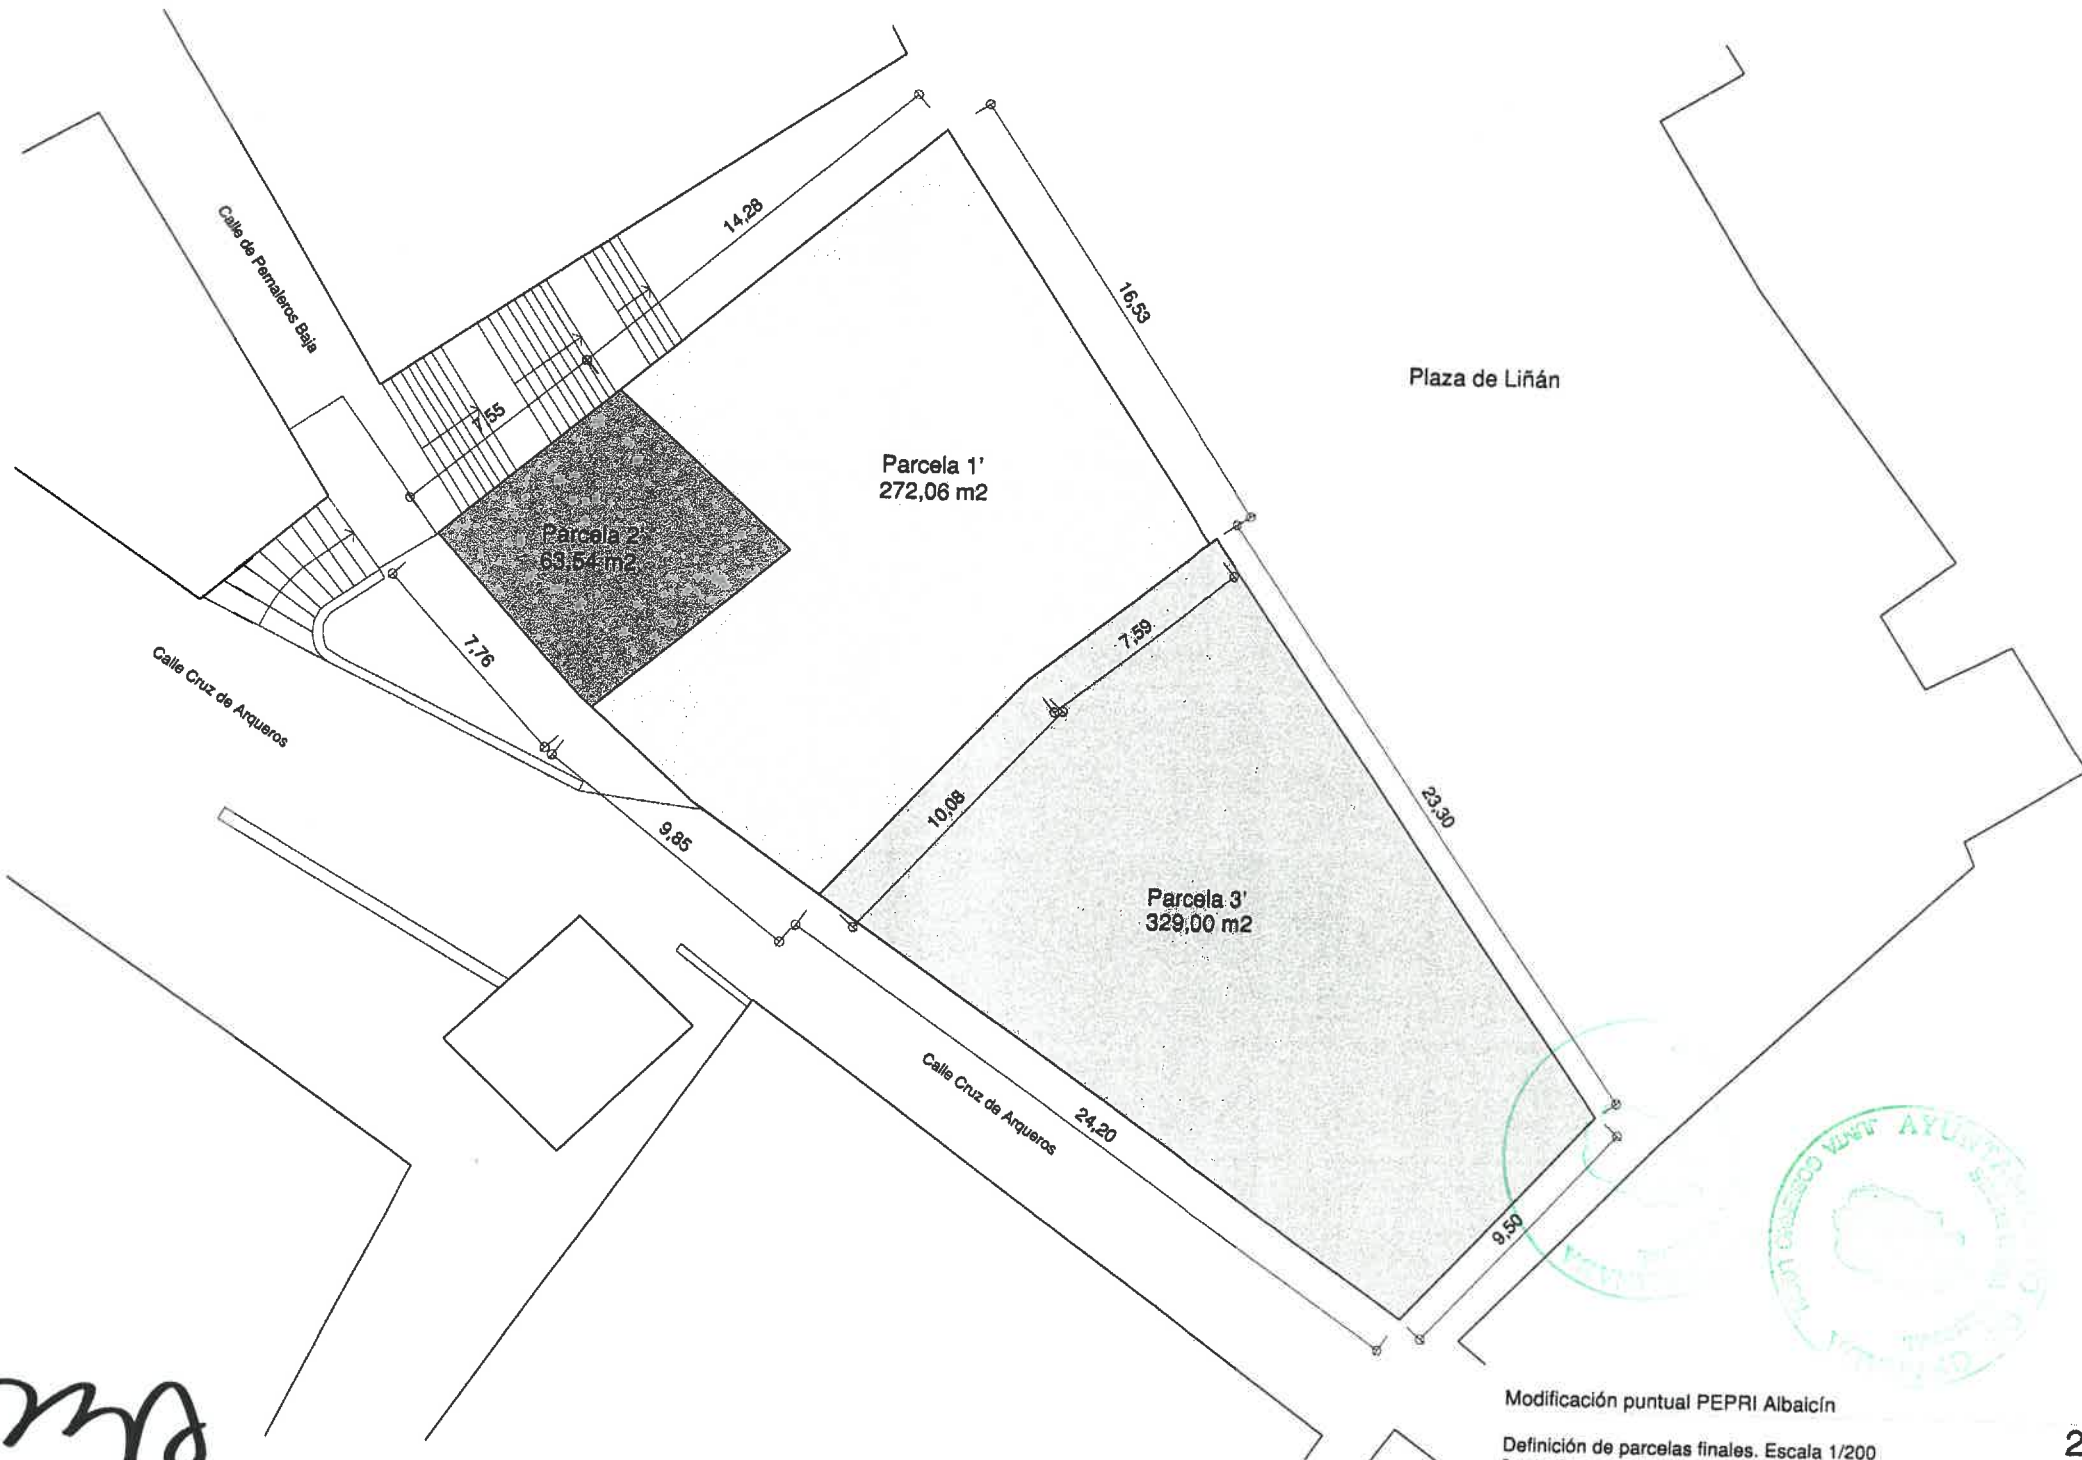 14,28
Calle de Pernaleros Baja
16,53
Plaza de Liñán
7,55
Parcela 1'
272,06 m2
Parcela 2'
63,54 m2
7,76
7,59
Calle Cruz de Arqueros
10,08
9,85
23,30
Parcela 3'
329,00 m2
Calle Cruz de Arqueros
24,20
9,50
Modificación puntual PEPRI Albaicín
Definición de parcelas finales. Escala 1/200
2